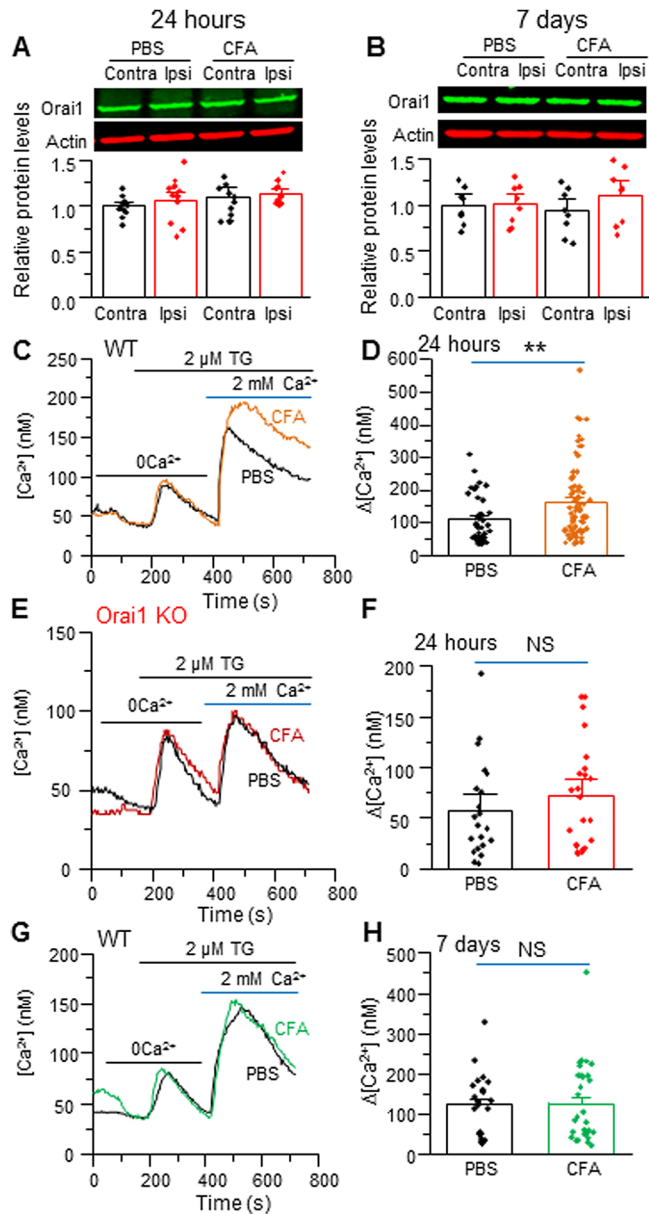 24 hours
7 days
A
PBS
CFA
Contra Ipsi
Contra Ipsi
Orai1
Actin
Relative protein levels
1.5
1.0
0.5
0.0
Contra
Ipsi
Contra
Ipsi
B
PBS
CFA
Contra Ipsi
Contra Ipsi
Orai1
Actin
Relative protein levels
1.5
1.0
0.5
0.0
Contra
Ipsi
Contra
Ipsi
C
WT
2 µM TG
2 mM Ca2+
0Ca2+
CFA
PBS
[Ca2+] (nM)
250
200
150
100
50
0
0
200
400
600
800
Time (s)
D
24 hours
**
Δ[Ca2+] (nM)
600
500
400
300
200
100
0
PBS
CFA
E
Orai1 KO
2 µM TG
2 mM Ca2+
0Ca2+
CFA
PBS
[Ca2+] (nM)
150
100
50
0
0
200
400
600
800
Time (s)
F
24 hours
NS
Δ[Ca2+] (nM)
200
150
100
50
0
PBS
CFA
G
WT
2 µM TG
2 mM Ca2+
0Ca2+
CFA
PBS
[Ca2+] (nM)
200
150
100
50
0
0
200
400
600
800
Time (s)
H
7 days
NS
Δ[Ca2+] (nM)
500
400
300
200
100
0
PBS
CFA